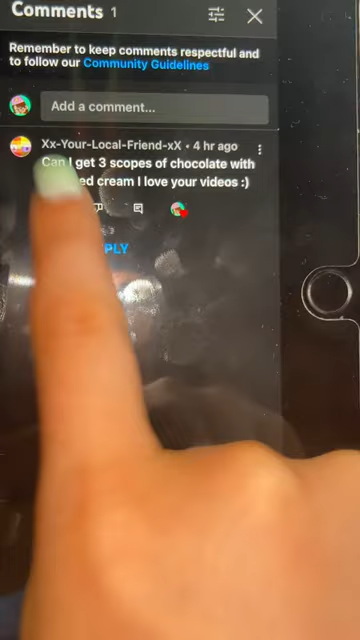 Comments 1
Remember to keep comments respectful and
to follow our Community Guidelines
Add a comment...
Xx-Your-Local-Friend-xX • 4 hr ago
Can I get 3 scopes of chocolate with
ed cream I love your videos :)
PLY